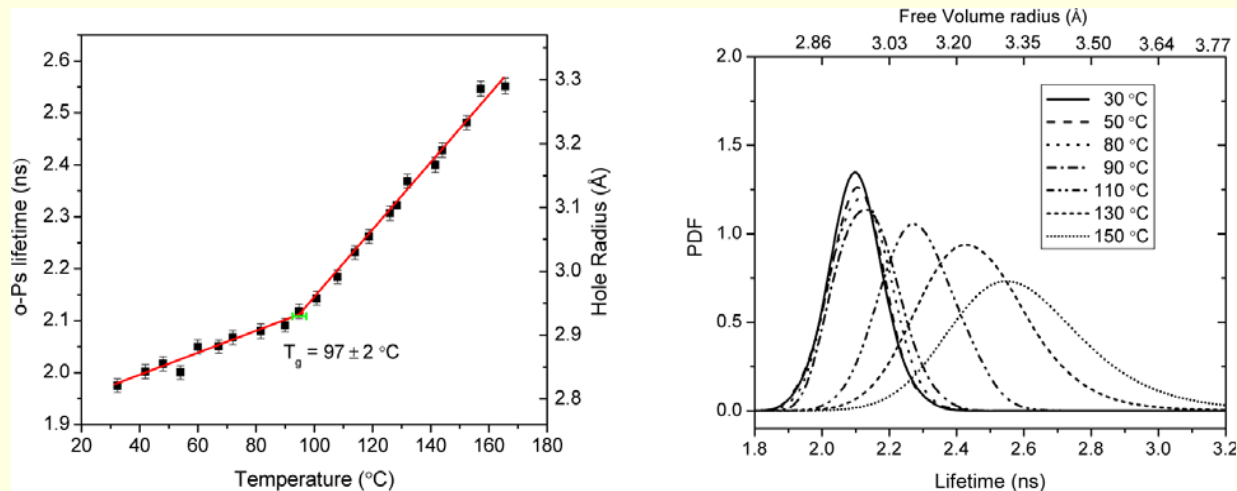 2.6
2.5
2.4
2.3
2.2
2.1
2.0
1.9
o-Ps lifetime (ns)
3.3
3.2
3.1
3.0
2.9
2.8
Hole Radius (Å)
Tg = 97 ± 2 °C
20 40 60 80 100 120 140 160 180
Temperature (°C)
Free Volume radius (Å)
2.86 3.03 3.20 3.35 3.50 3.64 3.77
2.0
1.5
1.0
0.5
0.0
PDF
30 °C
50 °C
80 °C
90 °C
110 °C
130 °C
150 °C
1.8 2.0 2.2 2.4 2.6 2.8 3.0 3.2
Lifetime (ns)